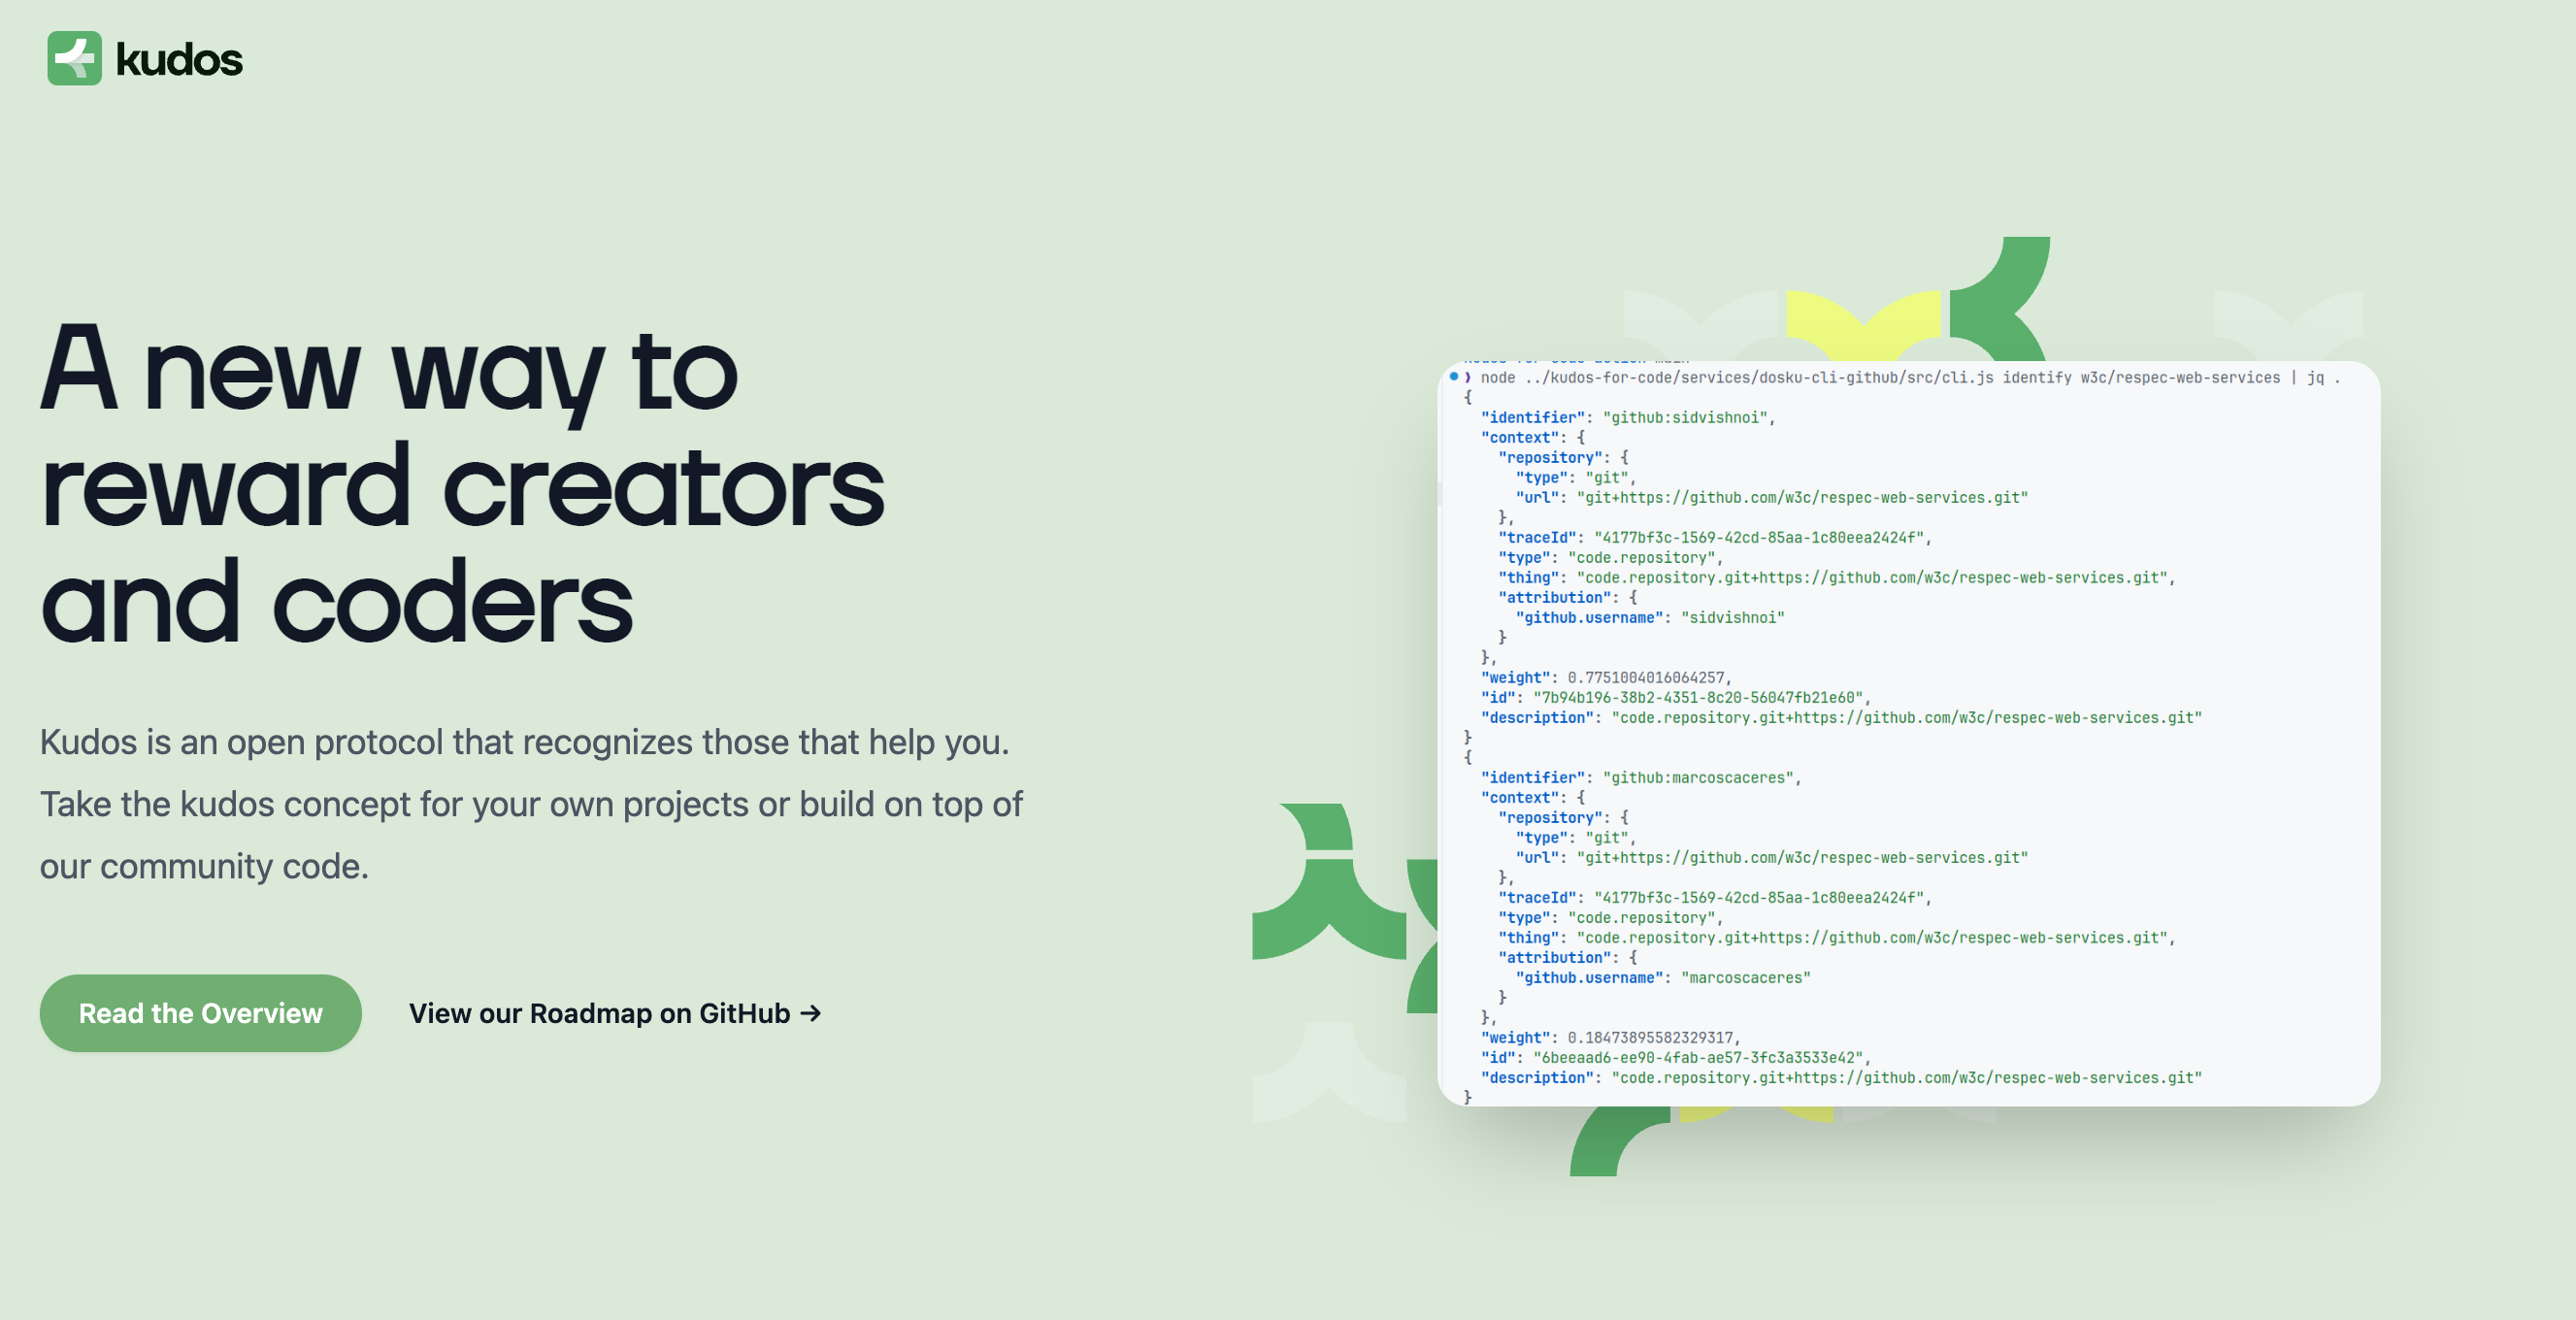 kudos
A new way to
reward creators
and coders
Kudos is an open protocol that recognizes those that help you.
Take the kudos concept for your own projects or build on top of
our community code.
Read the Overview
View our Roadmap on GitHub →
❯ node ../kudos-for-code/services/dosku-cli-github/src/cli.js identify w3c/respec-web-services | jq .
{
  "identifier": "github:sidvishnoi",
  "context": {
    "repository": {
      "type": "git",
      "url": "git+https://github.com/w3c/respec-web-services.git"
    },
    "traceId": "4177bf3c-1569-42cd-85aa-1c80eea2424f",
    "type": "code.repository",
    "thing": "code.repository.git+https://github.com/w3c/respec-web-services.git",
    "attribution": {
      "github.username": "sidvishnoi"
    }
  },
  "weight": 0.7751004016064257,
  "id": "7b94b196-38b2-4351-8c20-56047fb21e60",
  "description": "code.repository.git+https://github.com/w3c/respec-web-services.git"
}
{
  "identifier": "github:marcoscaceres",
  "context": {
    "repository": {
      "type": "git",
      "url": "git+https://github.com/w3c/respec-web-services.git"
    },
    "traceId": "4177bf3c-1569-42cd-85aa-1c80eea2424f",
    "type": "code.repository",
    "thing": "code.repository.git+https://github.com/w3c/respec-web-services.git",
    "attribution": {
      "github.username": "marcoscaceres"
    }
  },
  "weight": 0.18473895582329317,
  "id": "6beeaad6-ee90-4fab-ae57-3fc3a3533e42",
  "description": "code.repository.git+https://github.com/w3c/respec-web-services.git"
}